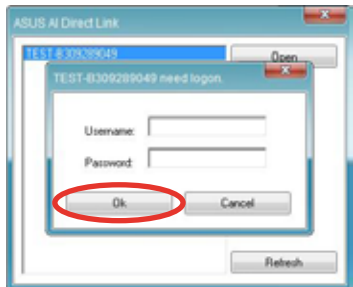 ASUS AI Direct Link
TEST-B309289049
Open
TEST-B309289049 need logon.
Username:
Password:
Ok
Cancel
Refresh